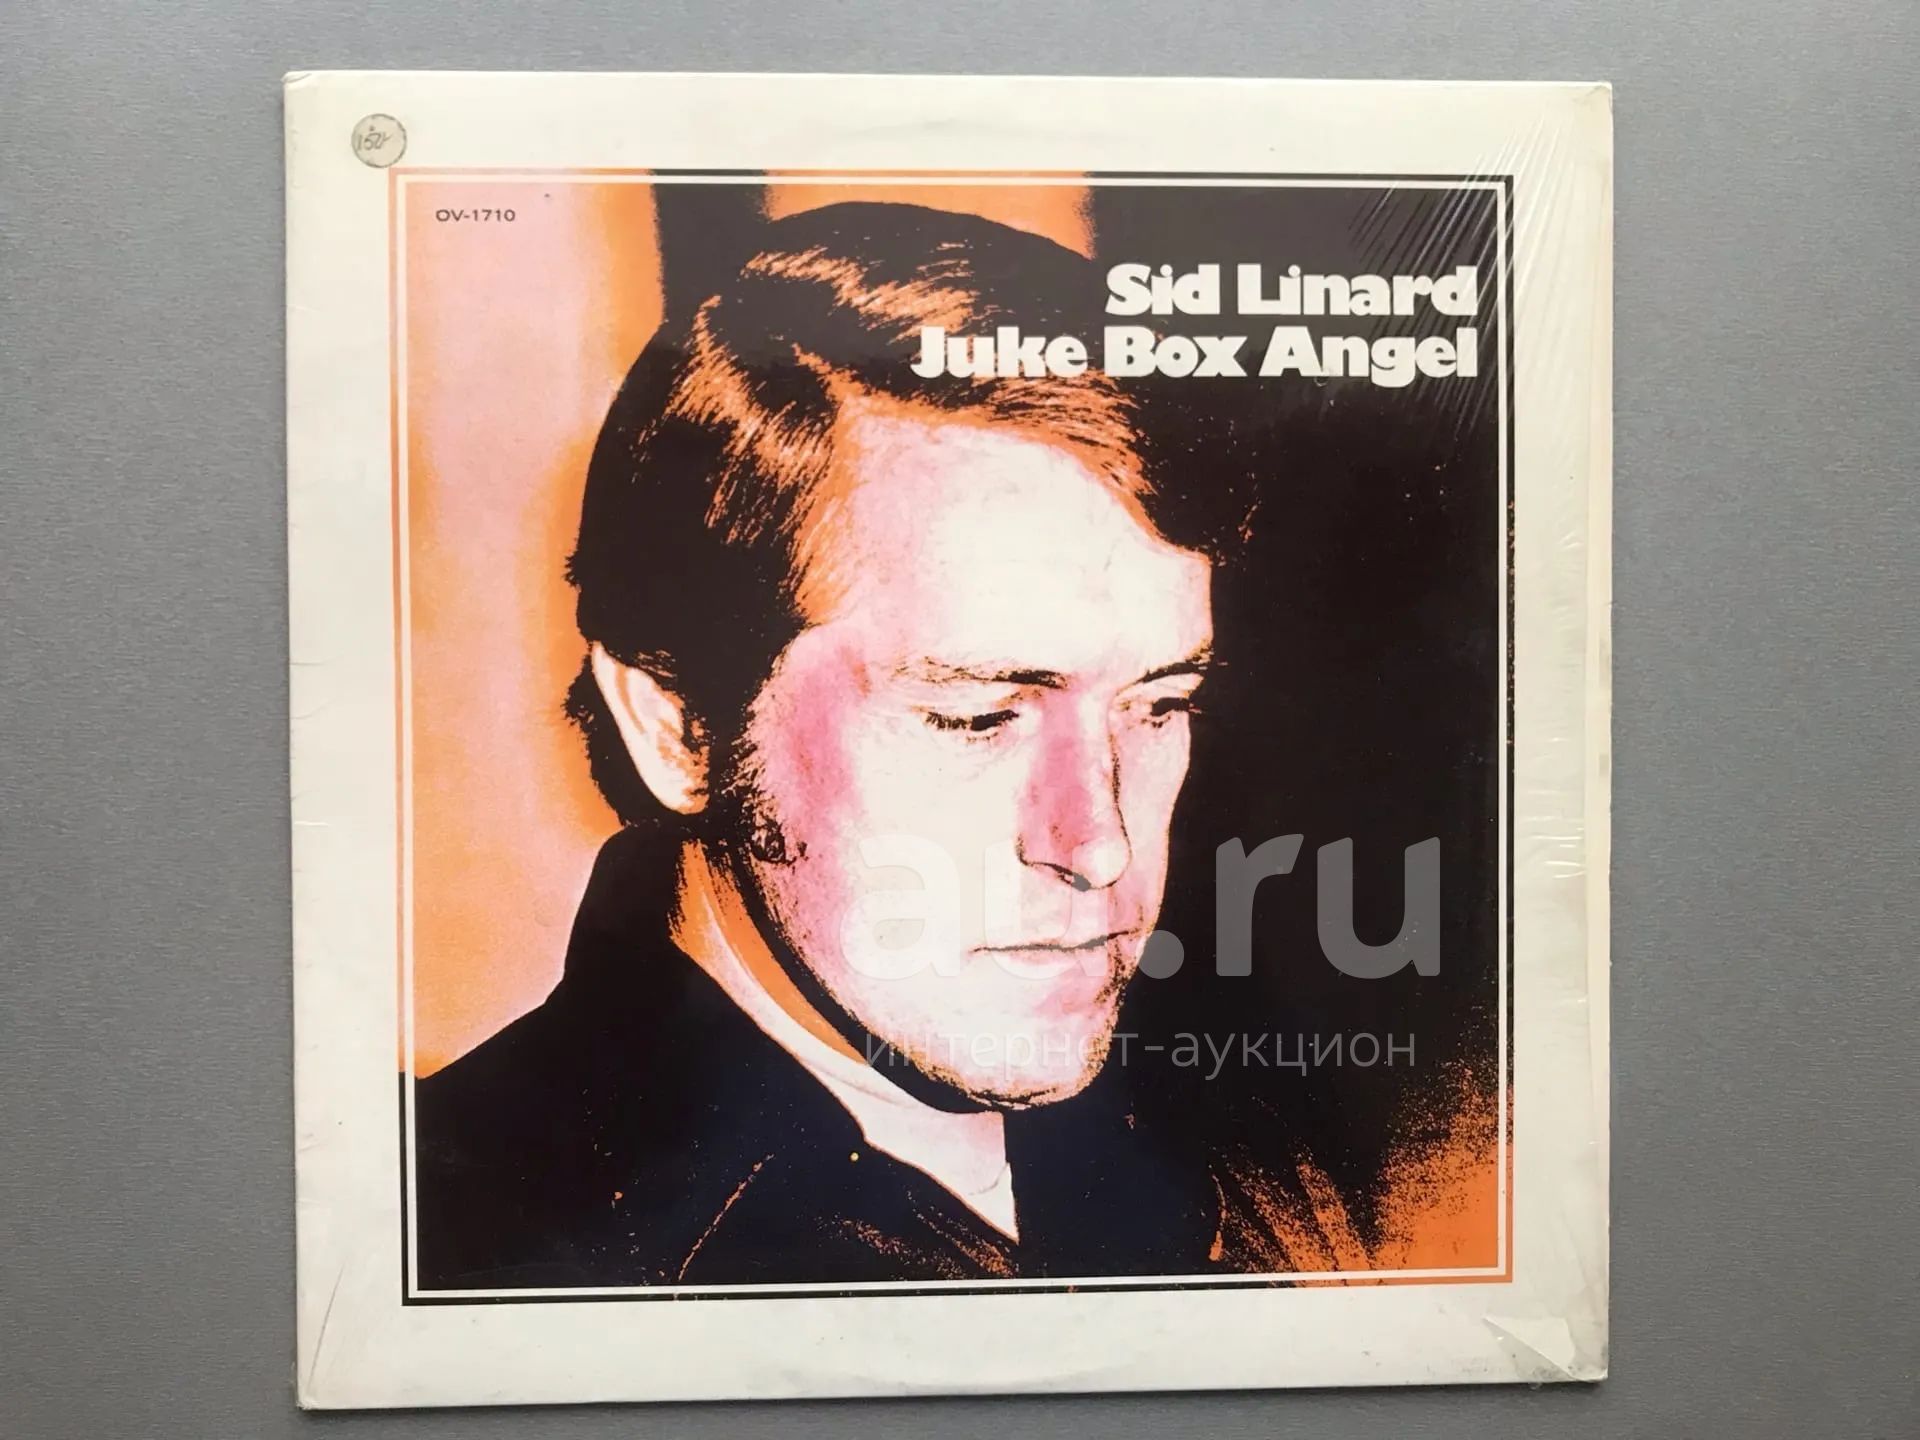 OV-1710
Sid Linard
Juke Box Angel
au.ru
интернет-аукцион